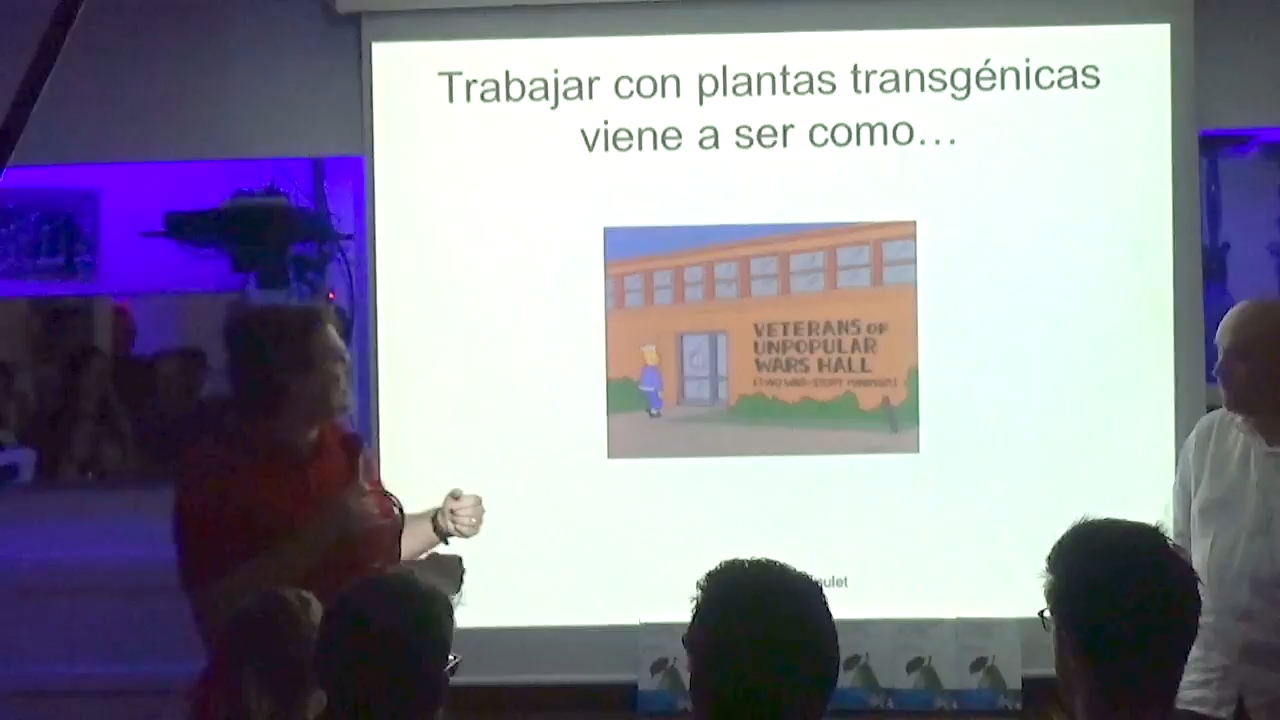 Trabajar con plantas transgénicas
viene a ser como…
VETERANS OF
UNPOPULAR
WARS HALL